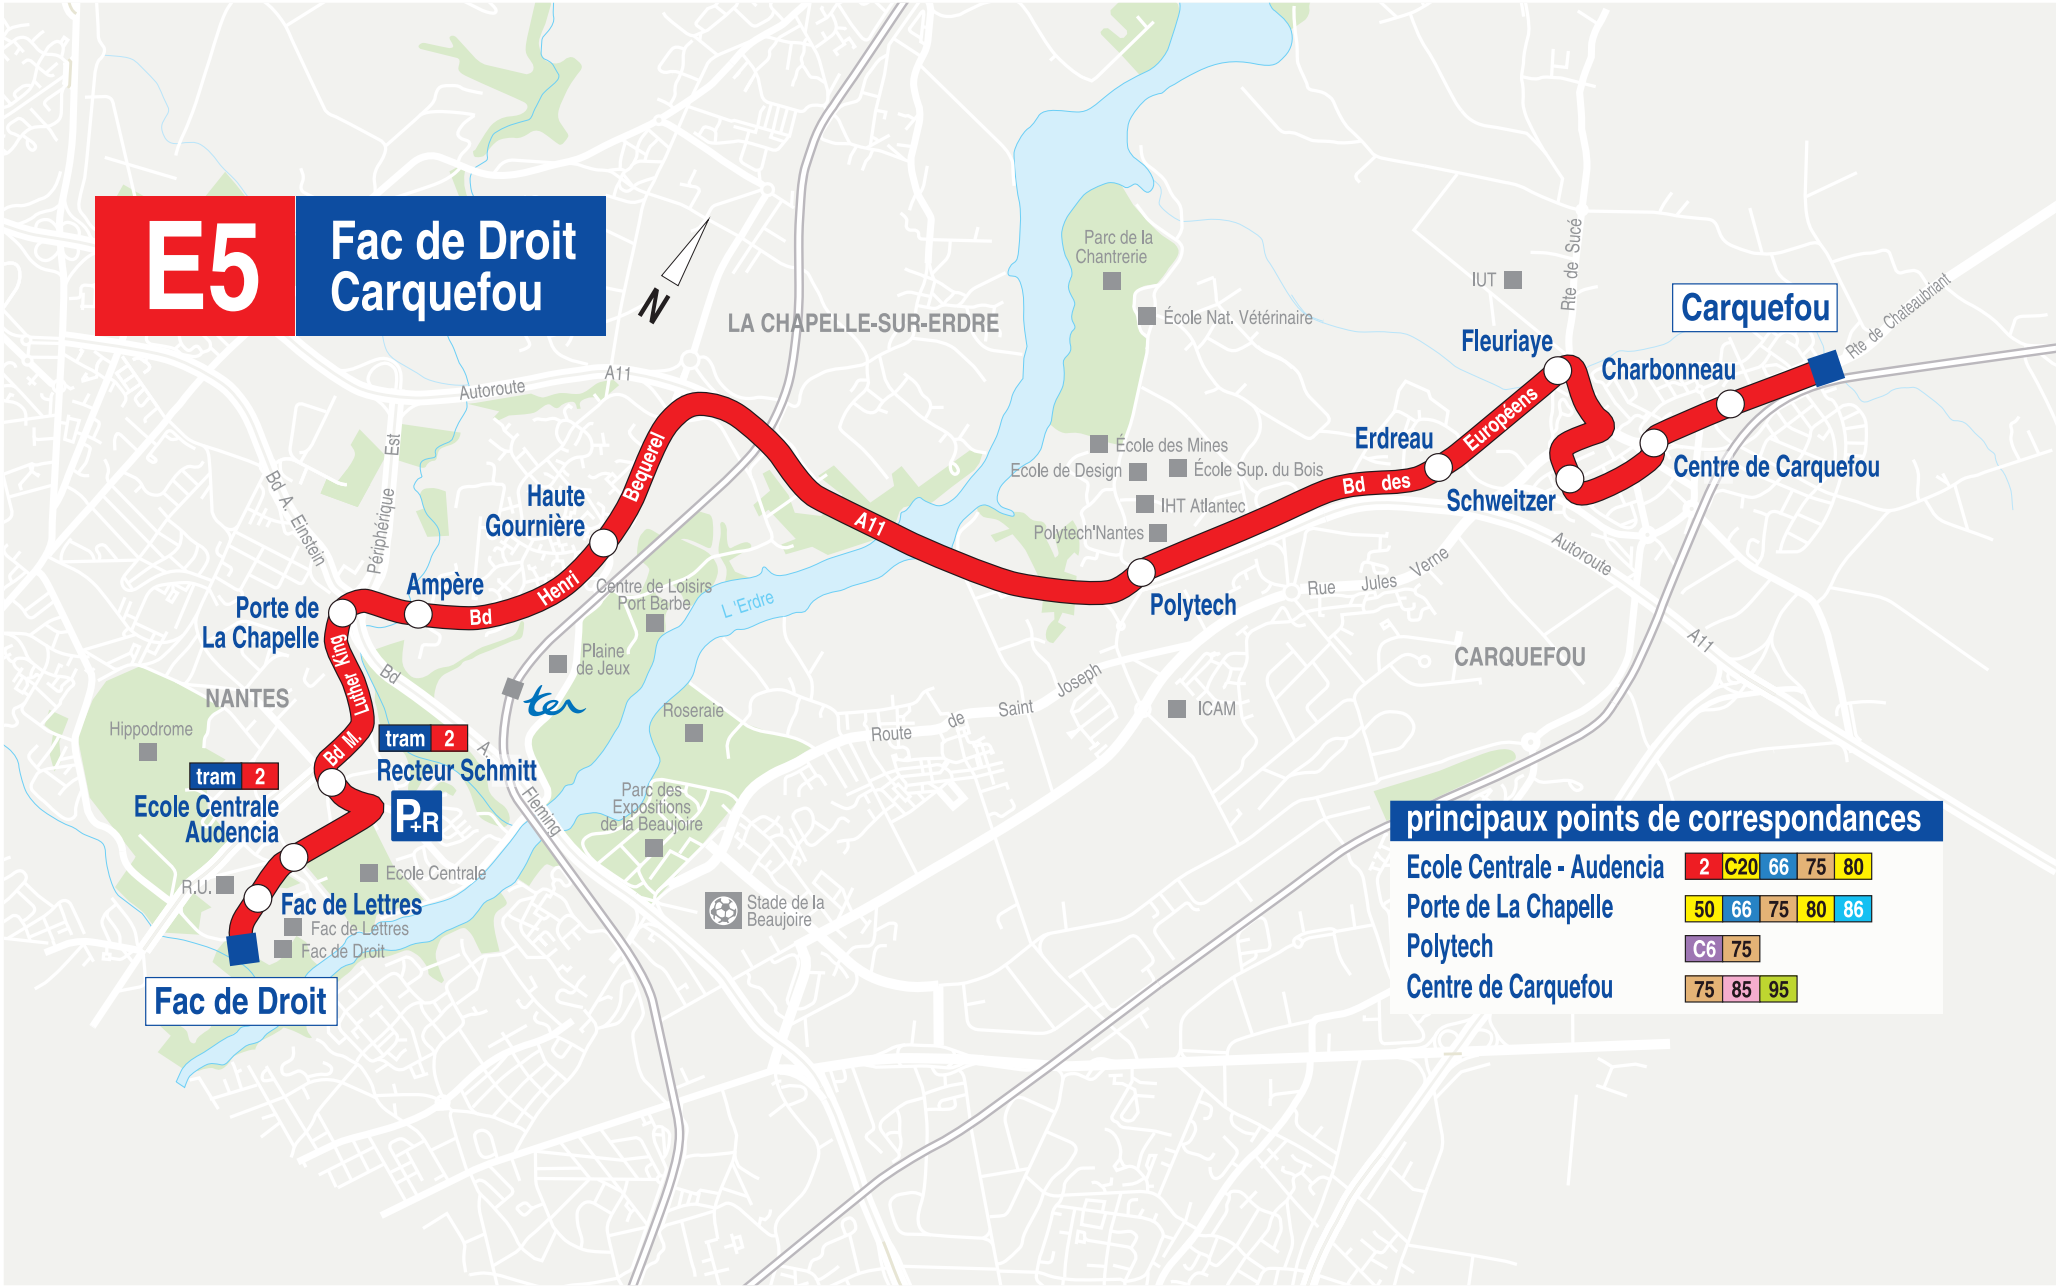 E5
Fac de Droit
Carquefou
N
LA CHAPELLE-SUR-ERDRE
Parc de la
Chantrerie
École Nat. Vétérinaire
IUT
Rte de Sucé
Carquefou
Rte de Chateaubriant
Fleuriaye
Charbonneau
Autoroute
A11
Bequerel
Européens
Erdreau
École des Mines
Ecole de Design
École Sup. du Bois
Centre de Carquefou
Bd des
Schweitzer
IHT Atlantec
Polytech'Nantes
Haute
Gournière
Bd A. Einstein
Périphérique
Est
A11
Autoroute
Rue Jules Verne
Ampère
Henri
Bd
Centre de Loisirs
Port Barbe
L'Erdre
Polytech
Porte de
La Chapelle
Luther King
Bd M.
A11
CARQUEFOU
Plaine
de Jeux
Bd
A.
Fleming
ter
NANTES
Hippodrome
Roseraie
Route de Saint Joseph
ICAM
tram 2
Recteur Schmitt
P+R
tram 2
Ecole Centrale
Audencia
Parc des
Expositions
de la Beaujoire
Ecole Centrale
R.U.
Fac de Lettres
Fac de Lettres
Fac de Droit
Stade de la
Beaujoire
Fac de Droit
principaux points de correspondances
Ecole Centrale - Audencia 2 C20 66 75 80
Porte de La Chapelle 50 66 75 80 86
Polytech C6 75
Centre de Carquefou 75 85 95